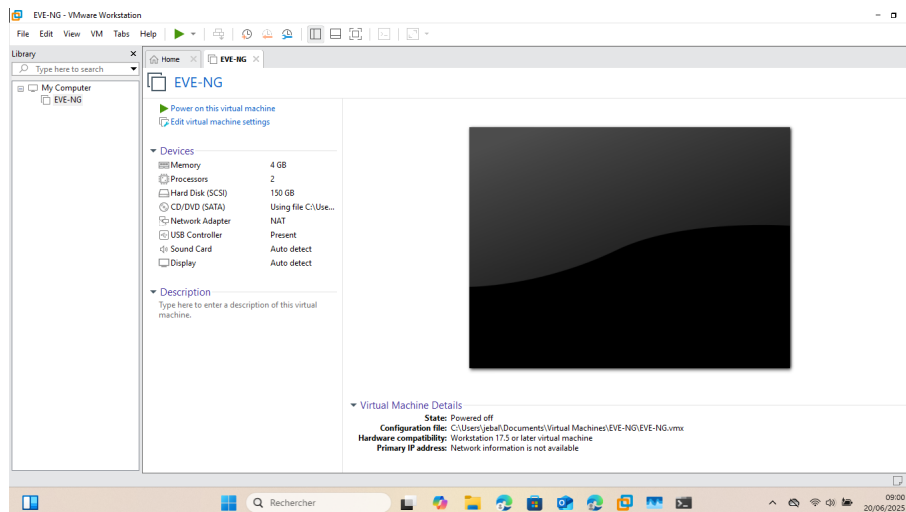 EVE-NG - VMware Workstation
File Edit View VM Tabs Help
Library
Type here to search
My Computer
EVE-NG
Home
EVE-NG
EVE-NG
Power on this virtual machine
Edit virtual machine settings
Devices
Memory 4 GB
Processors 2
Hard Disk (SCSI) 150 GB
CD/DVD (SATA) Using file C:\Use...
Network Adapter NAT
USB Controller Present
Sound Card Auto detect
Display Auto detect
Description
Type here to enter a description of this virtual
machine.
Virtual Machine Details
State: Powered off
Configuration file: C:\Users\jebal\Documents\Virtual Machines\EVE-NG\EVE-NG.vmx
Hardware compatibility: Workstation 17.5 or later virtual machine
Primary IP address: Network information is not available
Rechercher
09:00
20/06/2025